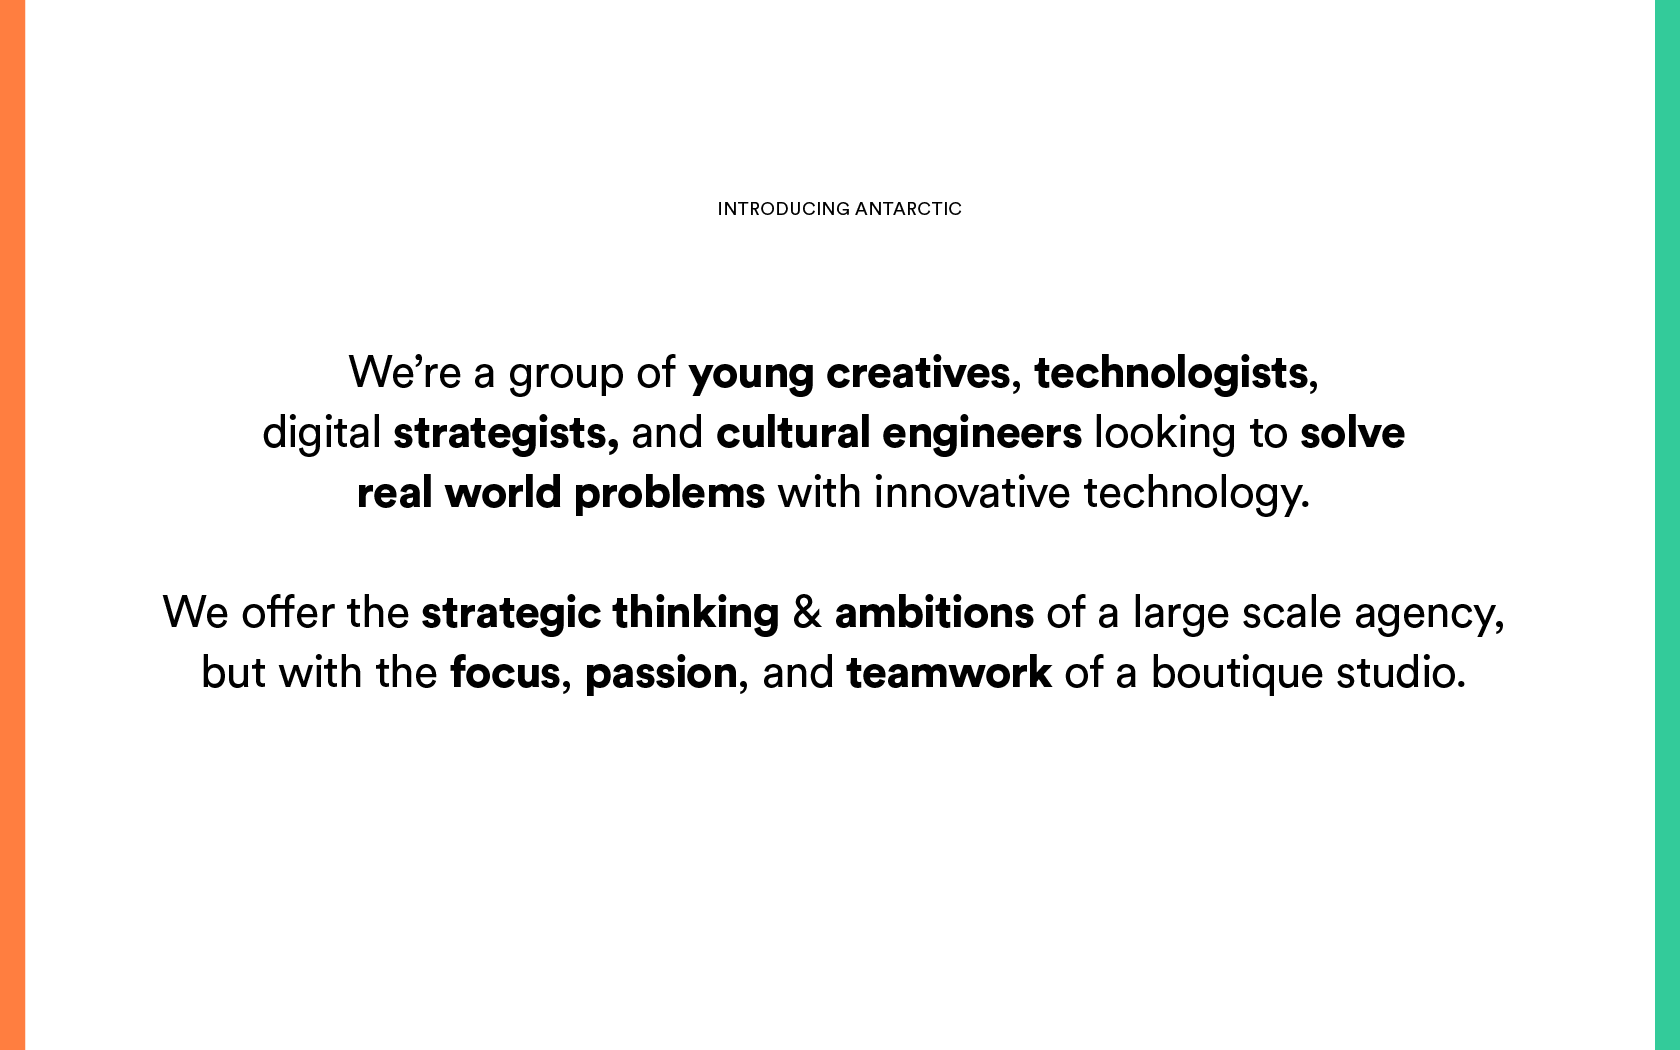 INTRODUCING ANTARCTIC
We’re a group of young creatives, technologists,
digital strategists, and cultural engineers looking to solve
real world problems with innovative technology.
We offer the strategic thinking & ambitions of a large scale agency,
but with the focus, passion, and teamwork of a boutique studio.